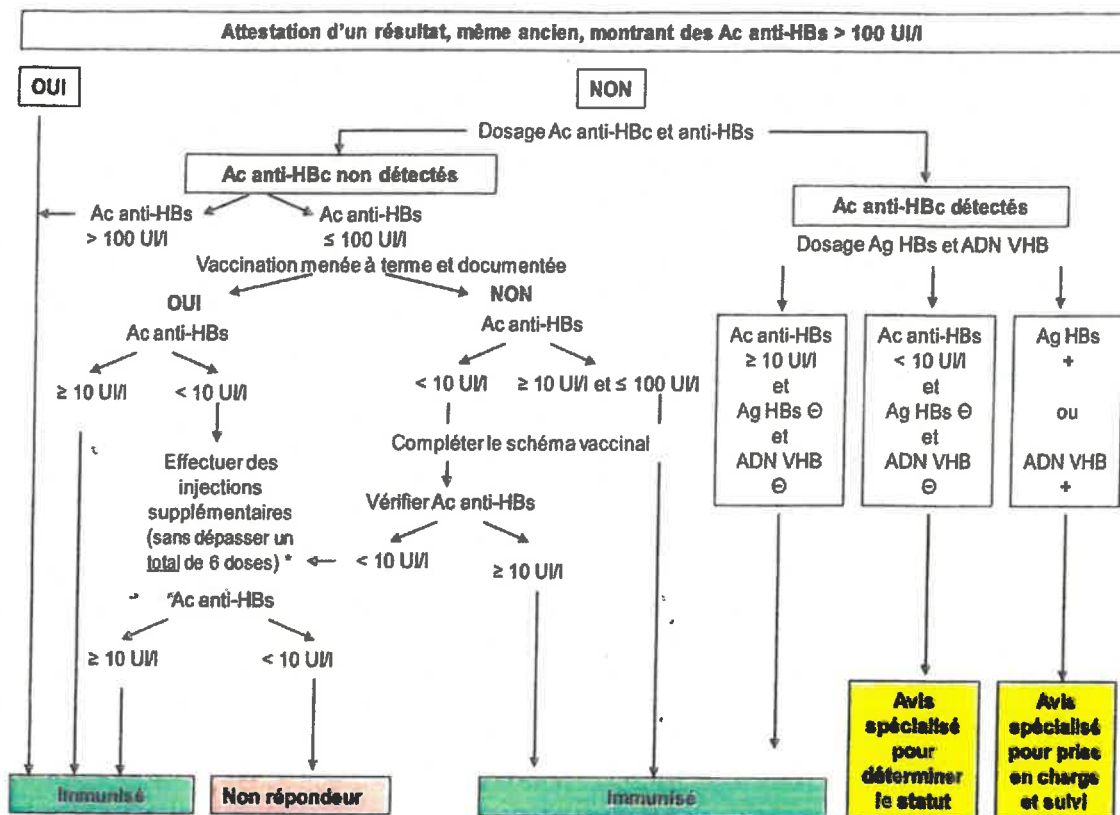 Attestation d'un résultat, même ancien, montrant des Ac anti-HBs > 100 UI/l
OUI
NON
Dosage Ac anti-HBc et anti-HBs
Ac anti-HBc non détectés
Ac anti-HBs
> 100 UI/l
Ac anti-HBs
≤ 100 UI/l
Ac anti-HBc détectés
Dosage Ag HBs et ADN VHB
Vaccination menée à terme et documentée
OUI
Ac anti-HBs
NON
Ac anti-HBs
≥ 10 UI/l
< 10 UI/l
< 10 UI/l
≥ 10 UI/l et ≤ 100 UI/l
Effectuer des
injections
supplémentaires
(sans dépasser un
total de 6 doses) *
Compléter le schéma vaccinal
Vérifier Ac anti-HBs
< 10 UI/l
≥ 10 UI/l
Ac anti-HBs
≥ 10 UI/l
< 10 UI/l
Ac anti-HBs
≥ 10 UI/l
et
Ag HBs ⊖
et
ADN VHB
⊖
Ac anti-HBs
< 10 UI/l
et
Ag HBs ⊖
et
ADN VHB
⊖
Ag HBs
+
ou
ADN VHB
+
Immunisé
Non répondeur
Immunisé
Avis
spécialisé
pour
déterminer
le statut
Avis
spécialisé
pour prise
en charge
et suivi